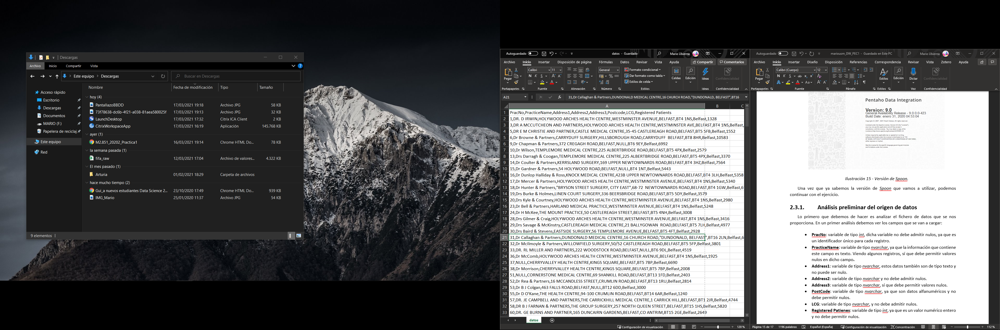 Descargas
Archivo Inicio Compartir Vista
Este equipo > Descargas
Buscar en Descargas
Nombre Fecha de modificación Tipo Tamaño
Acceso rápido
Escritorio
Descargas
Documentos
MARIO (F:)
Papelera de reciclaj
Este equipo
Red
hoy (4)
PantallazoBBDD 17/03/2021 19:18 Archivo JPG 58 KB
73f78638-dc6b-4f21-a038-81aea580025f 17/03/2021 19:13 Archivo JPG 32 KB
LaunchDesktop 17/03/2021 17:32 Citrix ICA Client 2 KB
CitrixWorkspaceApp 17/03/2021 16:19 Aplicación 145.768 KB
ayer (1)
M2.851_20202_Practica1 16/03/2021 19:14 Chrome HTML Do... 78 KB
la semana pasada (1)
fifa_raw 12/03/2021 17:04 Archivo de valores... 4.322 KB
El mes pasado (1)
Arturia 01/02/2021 18:29 Carpeta de archivos
hace mucho tiempo (2)
Gui_a nuevos estudiantes Data Science 2... 23/10/2020 17:49 Chrome HTML Do... 939 KB
IMG_Mario 25/01/2020 11:37 Archivo JPG 54 KB
9 elementos
Autoguardado datos - Guardado Mario Ubierna
Archivo Inicio Insertar Disposición de página Fórmulas Datos Revisar Vista Ayuda Compartir Comentarios
Pegar Calibri 11 General Formato condicional Dar formato como tabla Estilos de celda Celdas Edición Ideas Confidencialidad
Portapapeles Fuente Alineación Número Estilos Ideas Confidencialidad
A21 31,Dr Callaghan & Partners,DUNDONALD MEDICAL CENTRE,16 CHURCH ROAD,"DUNDONALD, BELFAST",BT16
A B C
1 PracNo,PracticeName,Address1,Address2,Address3,Postcode,LCG,Registered Patients
2 1,DR. D IRWIN,HOLYWOOD ARCHES HEALTH CENTRE,WESTMINSTER AVENUE,BELFAST,BT4 1NS,Belfast,1328
3 3,DR A MCCUTCHEON AND PARTNERS,HOLYWOOD ARCHES HEALTH CENTRE,WESTMINSTER AVE,BELFAST,BT4 1NS,Belfast,
4 5,DR E M CHRISTIE AND PARTNER,CASTLE MEDICAL CENTRE,35-45 CASTLEREAGH ROAD,BELFAST,BT5 5FB,Belfast,1552
5 6,Dr Browne & Partners,CARRYDUFF SURGERY,HILLSBOROUGH ROAD,CARRYDUFF  BELFAST,BT8 8HR,Belfast,10583
6 9,Dr Chapman & Partners,372 CREGAGH ROAD,BELFAST,NULL,BT6 9EY,Belfast,6992
7 10,Dr Wilson,TEMPLEMORE MEDICAL CENTRE,225 ALBERTBRIDGE ROAD,BELFAST,BT5 4PX,Belfast,2579
8 13,Drs Darragh & Coogan,TEMPLEMORE MEDICAL CENTRE,225 ALBERTBRIDGE ROAD,BELFAST,BT5 4PX,Belfast,3370
9 14,Dr Coulter & Partners,KERRSLAND SURGERY,169 UPPER NEWTOWNARDS ROAD,BELFAST,BT4 3HZ,Belfast,7564
10 15,Dr Gardner & Partners,54 HOLYWOOD ROAD,BELFAST,NULL,BT4 1NT,Belfast,5443
11 16,Dr Dunlop Halliday & Ross,KNOCK MEDICAL CENTRE,423B UPPER NEWTOWNARDS ROAD,BELFAST,BT4 3LH,Belfast,5358
12 17,Dr Mercer & Partners,HOLYWOOD ARCHES HEALTH CENTRE,WESTMINSTER AVENUE,BELFAST,BT4 1NS,Belfast,5340
13 18,Dr Hunter & Partners,"BRYSON STREET SURGERY, CITY EAST",68-72  NEWTOWNARDS ROAD,BELFAST,BT4 1GW,Belfast,6
14 19,Drs Burke & Holmes,LINEN COURT SURGERY,336 BEERSBRIDGE ROAD,BELFAST,BT5 5DY,Belfast,3579
15 20,Drs Kyle & Courtney,HOLYWOOD ARCHES HEALTH CENTRE,WESTMINSTER AVENUE,BELFAST,BT4 1NS,Belfast,2980
16 23,Dr Bell & Partners,HARLAND MEDICAL PRACTICE,WESTMINSTER AVENUE,BELFAST,BT4 1NS,Belfast,5248
17 24,Dr H McKee,THE MOUNT PRACTICE,50 CASTLEREAGH STREET,BELFAST,BT5 4NH,Belfast,3008
18 28,Drs Gilmer & Craig,HOLYWOOD ARCHES HEALTH CENTRE,WESTMINSTER AVENUE,BELFAST,BT4 1NS,Belfast,3416
19 29,Drs Savage & McKinstry,CASTLEREAGH MEDICAL CENTRE,21 BALLYGOWAN  ROAD,BELFAST,BT5 7LH,Belfast,4977
20 30,Drs Baird & Stevens,EASTSIDE SURGERY,56 TEMPLEMORE AVENUE,BELFAST,BT5 4FT,Belfast,2928
21 31,Dr Callaghan & Partners,DUNDONALD MEDICAL CENTRE,16 CHURCH ROAD,"DUNDONALD, BELFAST",BT16 2LN,Belfast,6
22 32,Dr McIlmoyle & Partners,WILLOWFIELD SURGERY,50/52 CASTLEREAGH ROAD,BELFAST,BT5 5FP,Belfast,3801
23 33,DR. RL MILLER AND PARTNERS,222 WOODSTOCK ROAD,BELFAST,NULL,BT6 9DL,Belfast,4519
24 36,Dr McComb,HOLYWOOD ARCHES HEALTH CENTRE,WESTMINSTER AVENUE,BELFAST,BT4 1NS,Belfast,1925
25 37,NULL,CHERRYVALLEY HEALTH CENTRE,KINGS SQUARE,BELFAST,BT5 7BP,Belfast,6690
26 38,Dr Morrison,CHERRYVALLEY HEALTH CENTRE,KINGS SQUARE,BELFAST,BT5 7BP,Belfast,2008
27 51,NULL,CORNERSTONE MEDICAL CENTRE,69 SHANKILL ROAD,BELFAST,BT13 1FD,Belfast,2403
28 52,Dr Rea & Partners,16 MCCANDLESS STREET,CRUMLIN ROAD,BELFAST,BT13 1RU,Belfast,2814
29 53,Dr B J Colgan,463 FALLS ROAD,BELFAST,NULL,BT12 6DD,Belfast,3000
30 55,Dr D O'Kane,THE HEALTH CENTRE,94-100 CRUMLIN ROAD,BELFAST,BT14 6AR,Belfast,1240
31 57,DR. JE CAMPBELL AND PARTNERS,THE CARRICKHILL MEDICAL CENTRE,1 CARRICK HILL,BELFAST,BT1 2JR,Belfast,4744
32 58,DR B J FARNAN & PARTNERS,THE GROUP SURGERY,257 NORTH QUEEN STREET,BELFAST,BT15 1HS,Belfast,5820
33 60,DR. GE BURNS AND PARTNER,165 DUNCAIRN GARDENS,BELFAST,CO ANTRIM,BT15 2GE,Belfast,2649
datos
Configuración de visualización 120 %
Autoguardado mariousm_DW_PEC1 - Guardado en Este PC Mario Ubierna
Archivo Inicio Insertar Diseño Disposición Referencias Correspondencia Revisar Vista Zotero Ayuda
Pegar Calibri (Cuerpo) 12 Estilos Edición Dictar Confidencialidad
Portapapeles Fuente Párrafo Estilos Voz Confidencialidad
Pentaho Data Integration
Version: 9.0
General Availability Release - 9.0.0.0-423
Build Date: enero 31, 2020 04:53:04
Ilustración 15 - Versión de Spoon.
Una vez que ya sabemos la versión de Spoon que vamos a utilizar, podemos
continuar con el ejercicio.
2.3.1. Análisis preliminar del origen de datos
Lo primero que debemos de hacer es analizar el fichero de datos que se nos
proporciona. En un primer análisis debemos ver los campos que se van a cargar:
• PracNo: variable de tipo int, dicha variable no debe admitir nulos, ya que es
un identificador único para cada registro.
• PracticeName: variable de tipo nvarchar, ya que la información que contiene
este campo es texto. Viendo algunos registros, sí que debe permitir valores
nulos en dicho campo.
• Address1: variable de tipo nvarchar, estos datos también son de tipo texto y
no puede ser nulo.
• Address2: variable de tipo nvarchar y no debe admitir nulos.
• Address3: variable de tipo nvarchar, sí que debe permitir valores nulos.
• PostCode: variable de tipo nvarchar, ya que son datos alfanuméricos y no
debe permitir nulos.
• LCG: variable de tipo nvarchar, y no debe admitir nulos.
• Registered Patienes: variable de tipo int, ya que es un valor numérico entero
y no debe permitir nulos.
Página 15 de 17 1196 palabras Español (España) Configuración de visualización Concentración 112 %